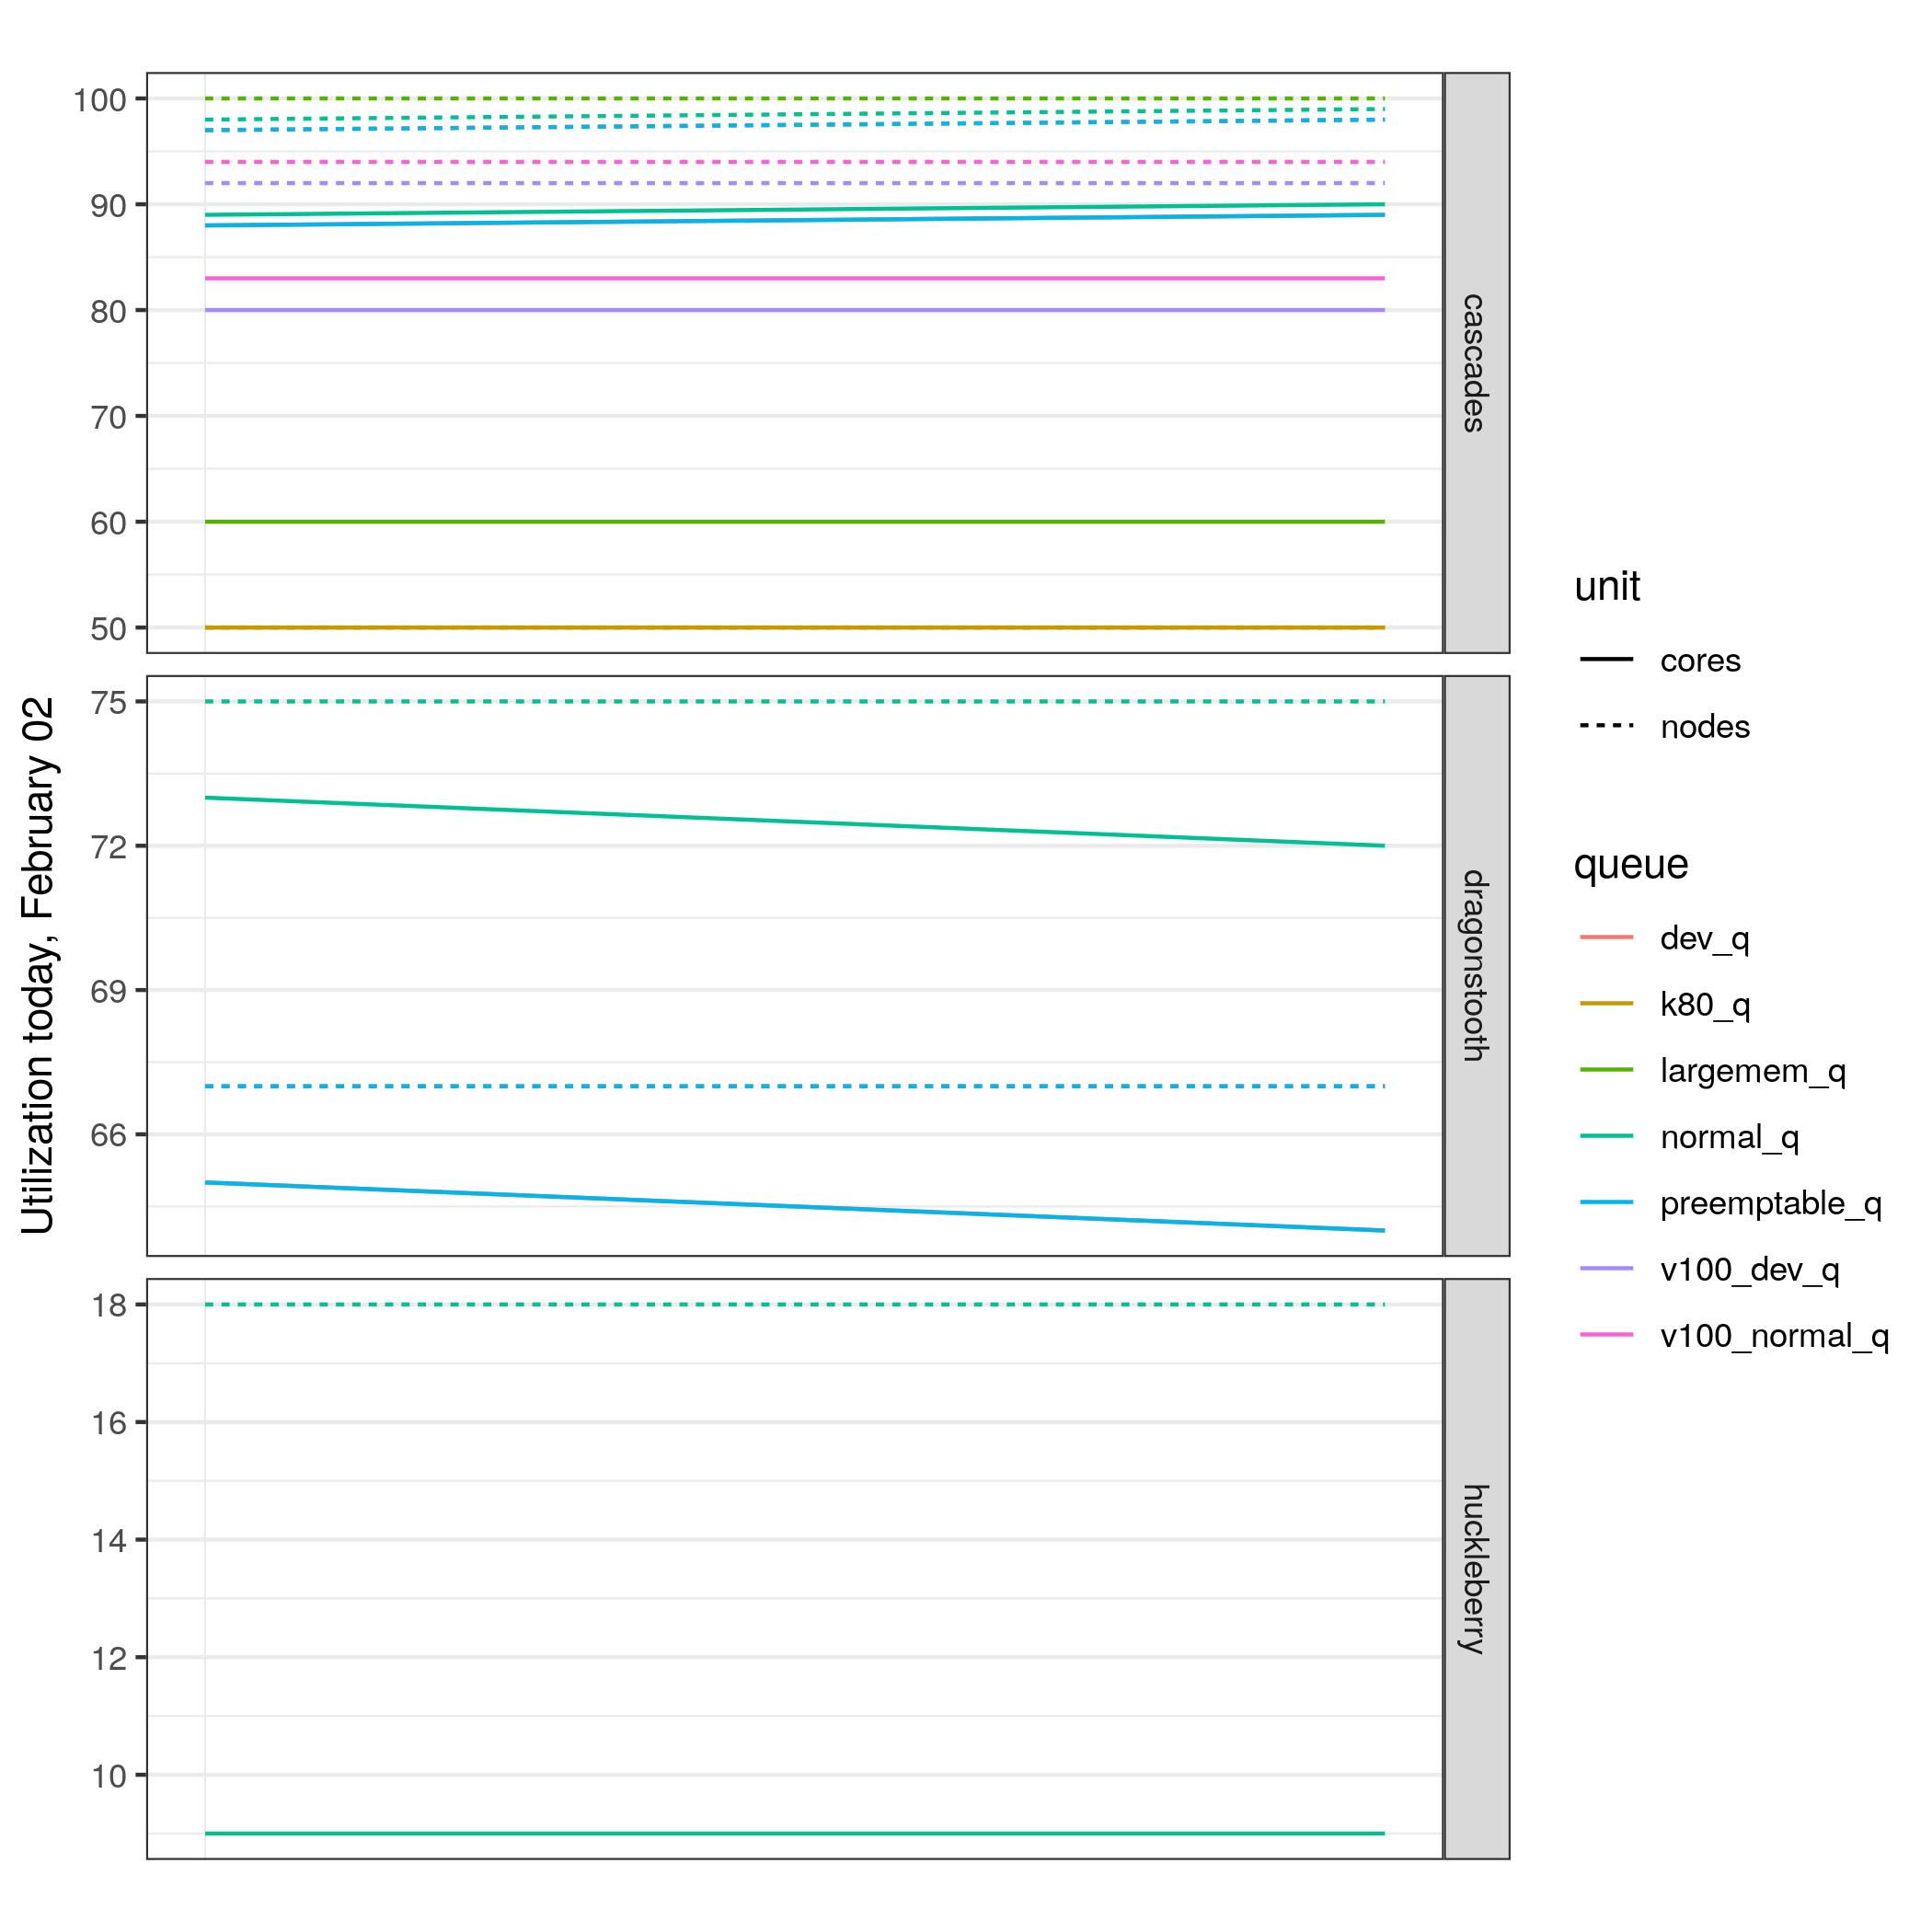 Utilization today, February 02
100
90
80
70
60
50
cascades
75
72
69
66
dragonstooth
18
16
14
12
10
huckleberry
unit
cores
nodes
queue
dev_q
k80_q
largemem_q
normal_q
preemptable_q
v100_dev_q
v100_normal_q